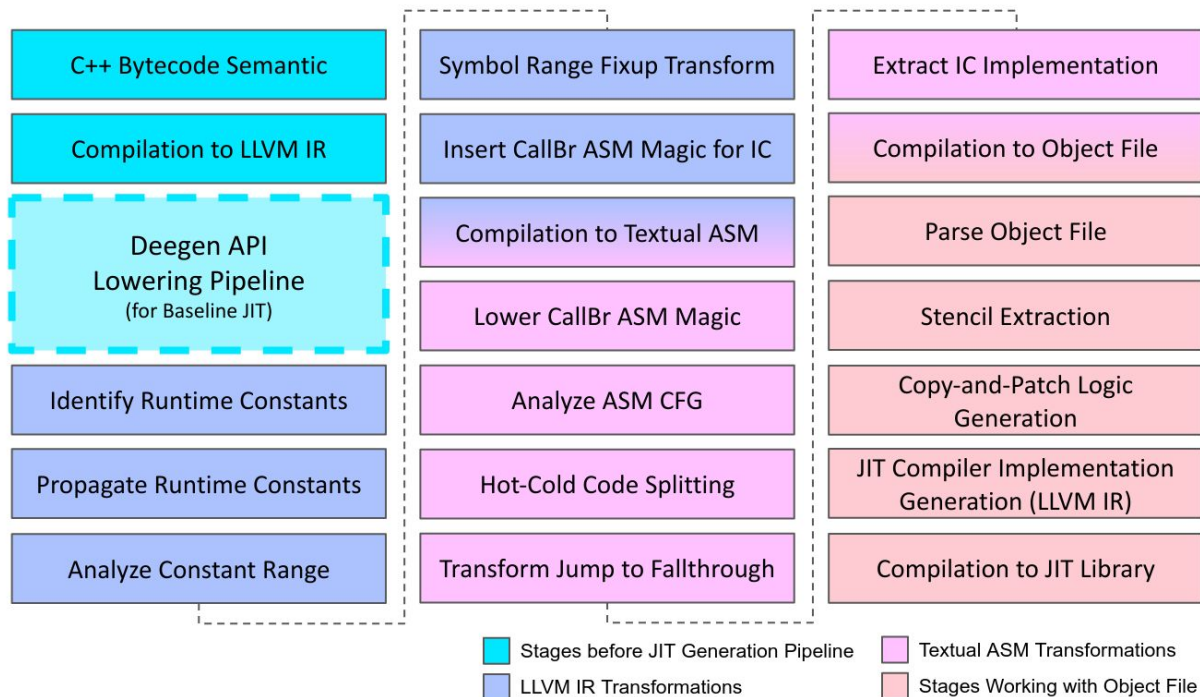 C++ Bytecode Semantic
Compilation to LLVM IR
Deegen API
Lowering Pipeline
(for Baseline JIT)
Identify Runtime Constants
Propagate Runtime Constants
Analyze Constant Range
Symbol Range Fixup Transform
Insert CallBr ASM Magic for IC
Compilation to Textual ASM
Lower CallBr ASM Magic
Analyze ASM CFG
Hot-Cold Code Splitting
Transform Jump to Fallthrough
Extract IC Implementation
Compilation to Object File
Parse Object File
Stencil Extraction
Copy-and-Patch Logic
Generation
JIT Compiler Implementation
Generation (LLVM IR)
Compilation to JIT Library
Stages before JIT Generation Pipeline
LLVM IR Transformations
Textual ASM Transformations
Stages Working with Object File